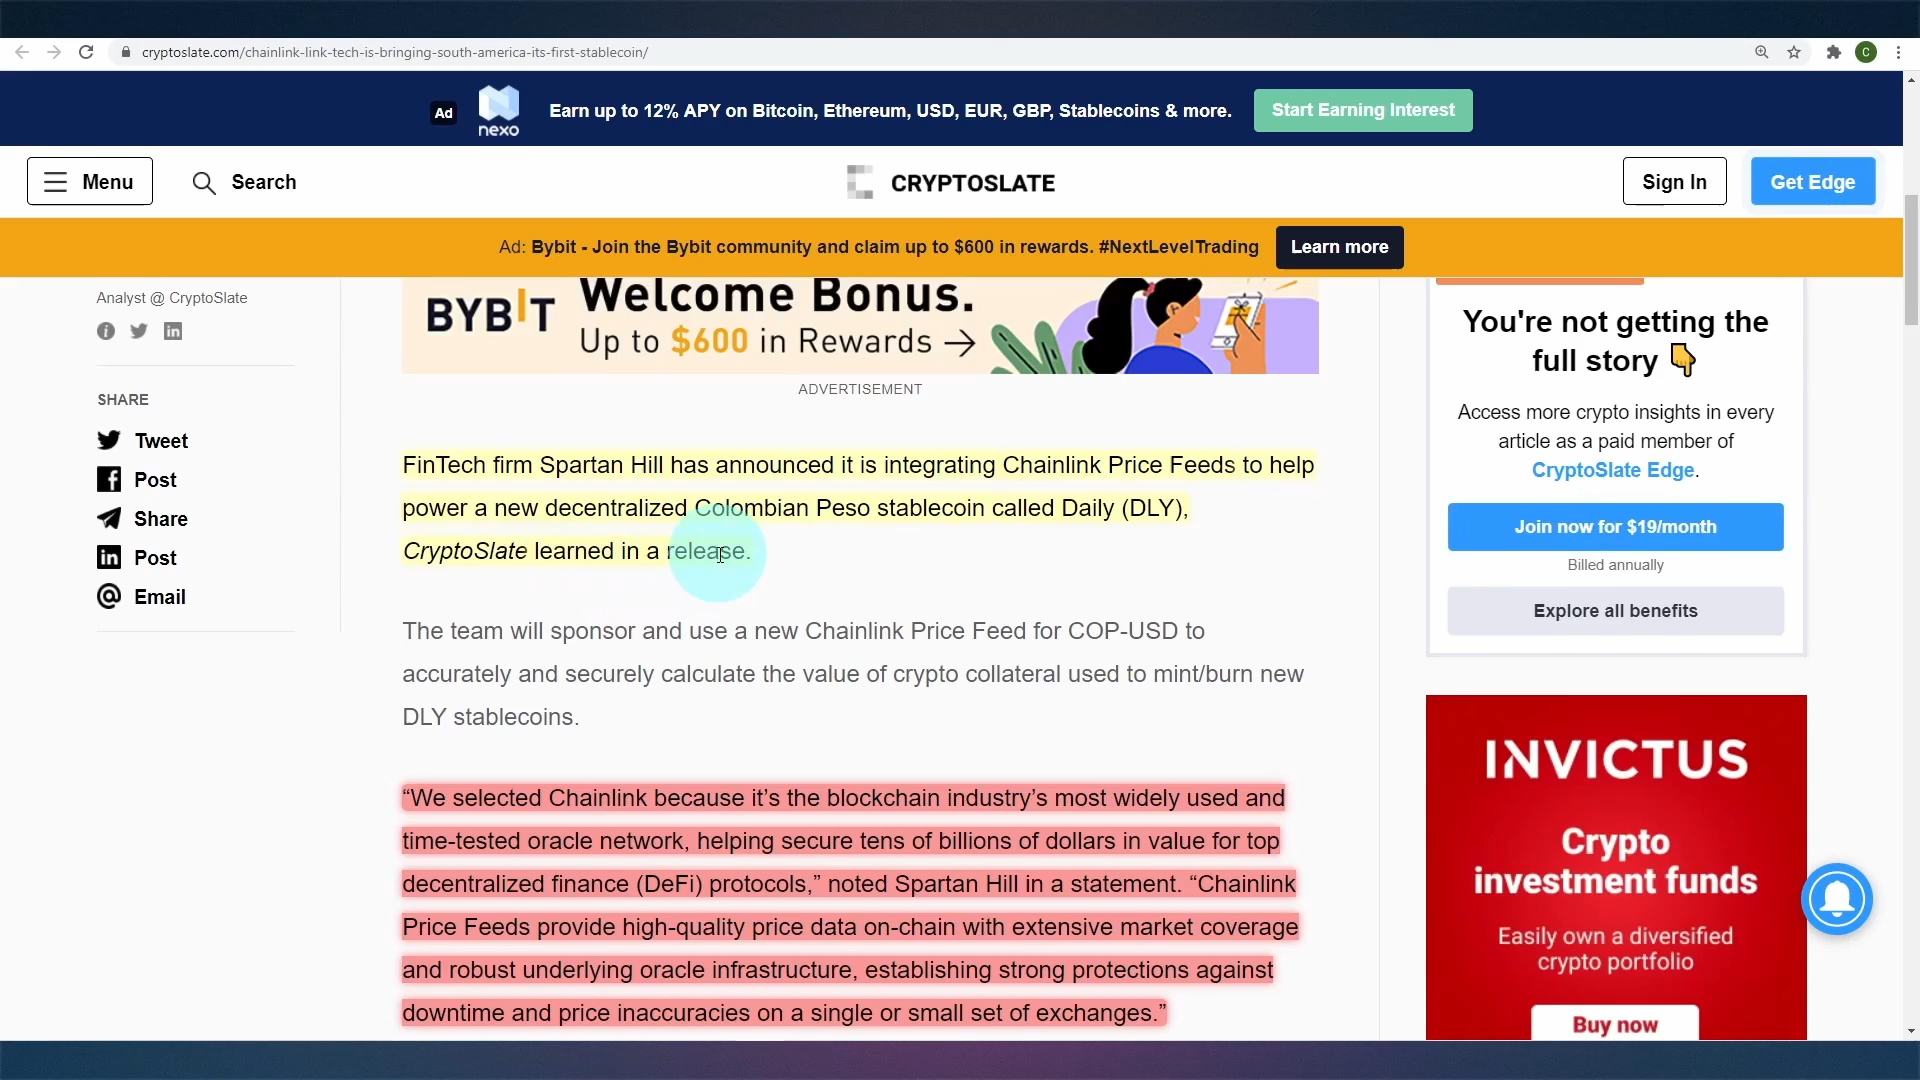 cryptoslate.com/chainlink-link-tech-is-bringing-south-america-its-first-stablecoin/
C
Ad
nexo
Earn up to 12% APY on Bitcoin, Ethereum, USD, EUR, GBP, Stablecoins & more.
Start Earning Interest
Menu
Search
CRYPTOSLATE
Sign In
Get Edge
Ad: Bybit - Join the Bybit community and claim up to $600 in rewards. #NextLevelTrading
Learn more
Analyst @ CryptoSlate
SHARE
Tweet
Post
Share
Post
Email
BYBIT
Welcome Bonus.
Up to $600 in Rewards →
ADVERTISEMENT
FinTech firm Spartan Hill has announced it is integrating Chainlink Price Feeds to help
power a new decentralized Colombian Peso stablecoin called Daily (DLY),
CryptoSlate learned in a release.
The team will sponsor and use a new Chainlink Price Feed for COP-USD to
accurately and securely calculate the value of crypto collateral used to mint/burn new
DLY stablecoins.
“We selected Chainlink because it’s the blockchain industry’s most widely used and
time-tested oracle network, helping secure tens of billions of dollars in value for top
decentralized finance (DeFi) protocols,” noted Spartan Hill in a statement. “Chainlink
Price Feeds provide high-quality price data on-chain with extensive market coverage
and robust underlying oracle infrastructure, establishing strong protections against
downtime and price inaccuracies on a single or small set of exchanges.”
You're not getting the
full story 👇
Access more crypto insights in every
article as a paid member of
CryptoSlate Edge.
Join now for $19/month
Billed annually
Explore all benefits
INVICTUS
Crypto
investment funds
Easily own a diversified
crypto portfolio
Buy now